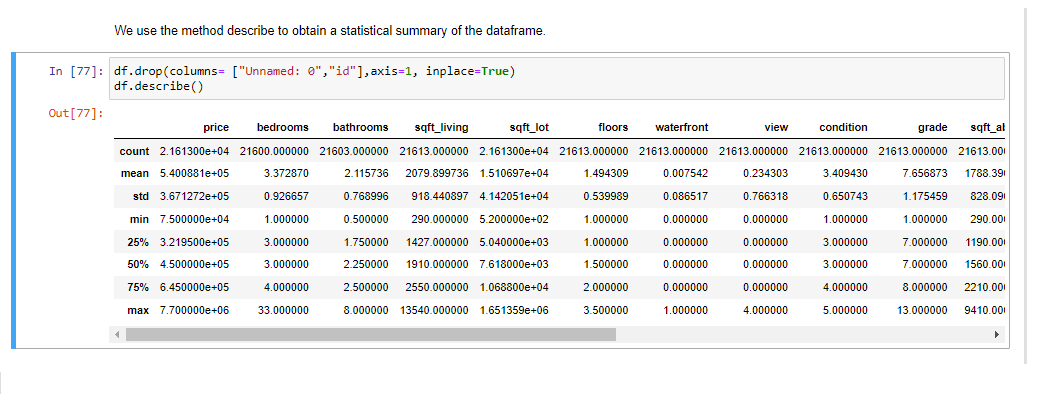 We use the method describe to obtain a statistical summary of the dataframe.
In [77]: df.drop(columns= ["Unnamed: 0","id"],axis=1, inplace=True)
df.describe()
Out[77]:
price bedrooms bathrooms sqft_living sqft_lot floors waterfront view condition grade sqft_al
count 2.161300e+04 21600.000000 21603.000000 21613.000000 2.161300e+04 21613.000000 21613.000000 21613.000000 21613.000000 21613.000000 21613.00
mean 5.400881e+05 3.372870 2.115736 2079.899736 1.510697e+04 1.494309 0.007542 0.234303 3.409430 7.656873 1788.39
std 3.671272e+05 0.926657 0.768996 918.440897 4.142051e+04 0.539989 0.086517 0.766318 0.650743 1.175459 828.09
min 7.500000e+04 1.000000 0.500000 290.000000 5.200000e+02 1.000000 0.000000 0.000000 1.000000 1.000000 290.00
25% 3.219500e+05 3.000000 1.750000 1427.000000 5.040000e+03 1.000000 0.000000 0.000000 3.000000 7.000000 1190.00
50% 4.500000e+05 3.000000 2.250000 1910.000000 7.618000e+03 1.500000 0.000000 0.000000 3.000000 7.000000 1560.00
75% 6.450000e+05 4.000000 2.500000 2550.000000 1.068800e+04 2.000000 0.000000 0.000000 4.000000 8.000000 2210.00
max 7.700000e+06 33.000000 8.000000 13540.000000 1.651359e+06 3.500000 1.000000 4.000000 5.000000 13.000000 9410.00